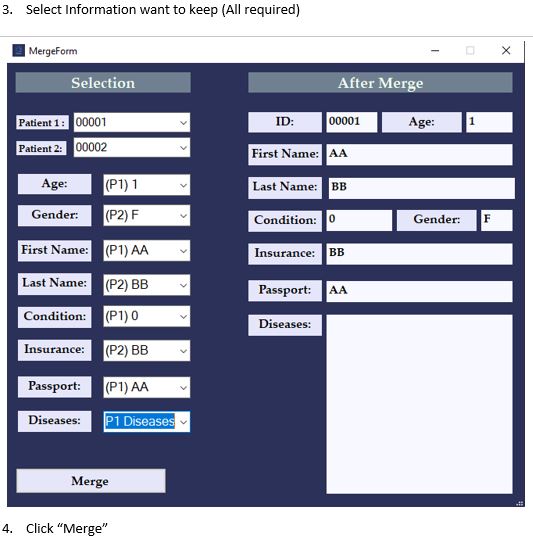 3. Select Information want to keep (All required)
MergeForm
Selection
Patient 1 : 00001
Patient 2: 00002
Age: (P1) 1
Gender: (P2) F
First Name: (P1) AA
Last Name: (P2) BB
Condition: (P1) 0
Insurance: (P2) BB
Passport: (P1) AA
Diseases: P1 Diseases
Merge
After Merge
ID: 00001 Age: 1
First Name: AA
Last Name: BB
Condition: 0 Gender: F
Insurance: BB
Passport: AA
Diseases:
4. Click “Merge”